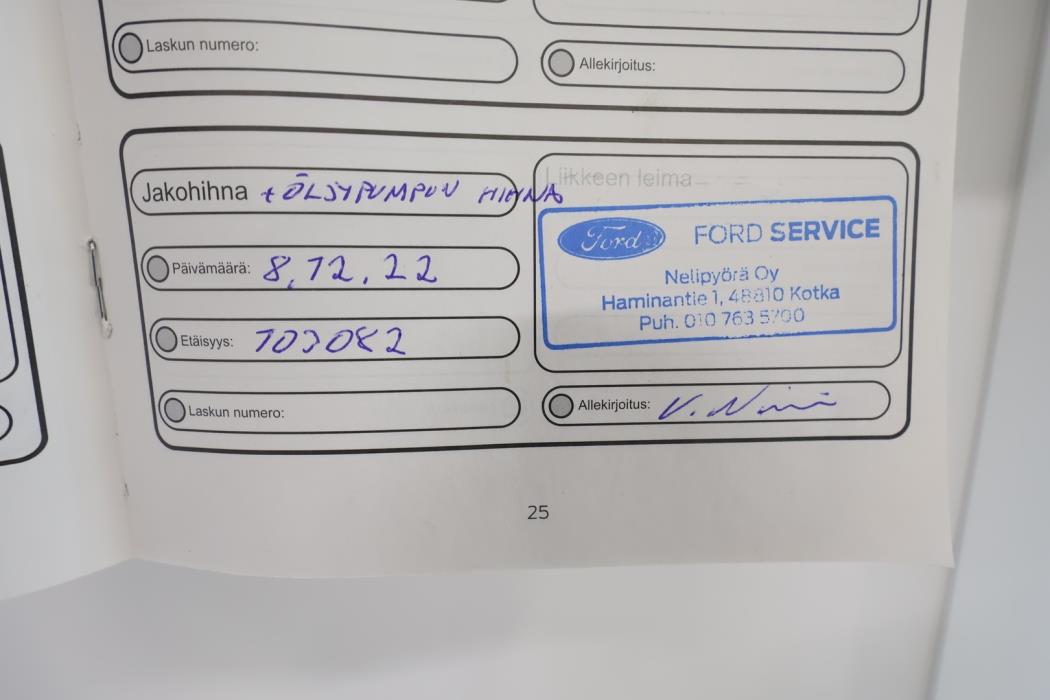 Laskun numero:
Allekirjoitus:
Jakohihna + ÖLJYPUMPUN HIHNA
Liikkeen leima
Ford FORD SERVICE
Nelipyörä Oy
Haminantie 1, 48810 Kotka
Puh. 010 763 5700
Päivämäärä: 8.12.22
Etäisyys: 103082
Laskun numero:
Allekirjoitus:
25